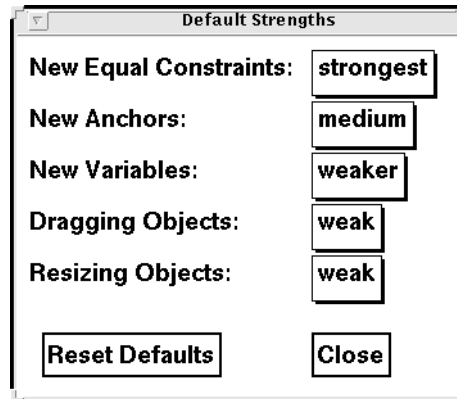 Default Strengths
New Equal Constraints: strongest
New Anchors: medium
New Variables: weaker
Dragging Objects: weak
Resizing Objects: weak
Reset Defaults Close